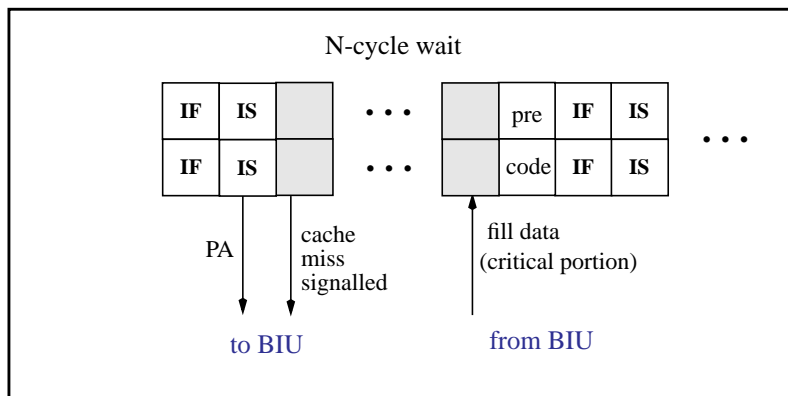 N-cycle wait
IF IS • • • pre IF IS
IF IS • • • code IF IS
• • •
PA
cache
miss
signalled
fill data
(critical portion)
to BIU
from BIU